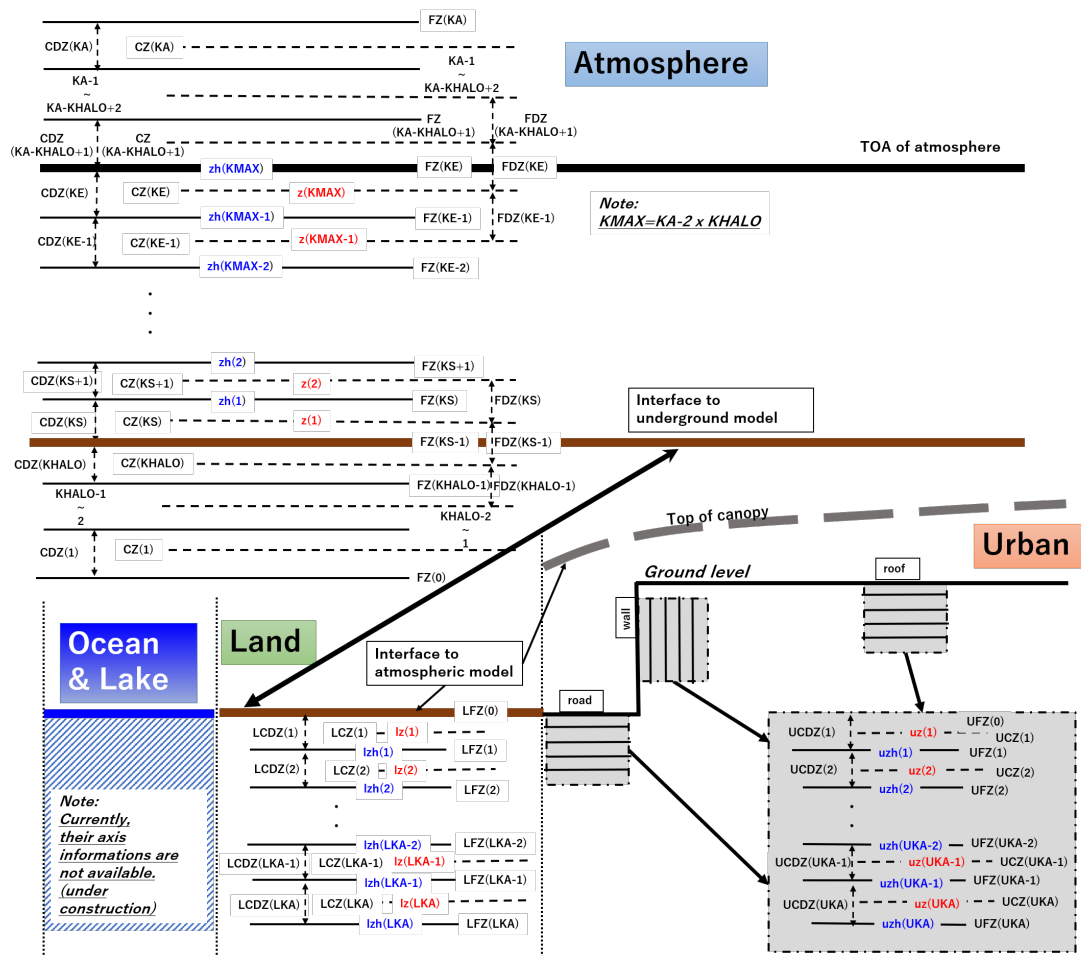 FZ(KA)
CDZ(KA)
CZ(KA)
Atmosphere
KA-1
~
KA-KHALO+2
KA-1
~
KA-KHALO+2
FZ
(KA-KHALO+1)
FDZ
(KA-KHALO+1)
CDZ
(KA-KHALO+1)
CZ
(KA-KHALO+1)
TOA of atmosphere
zh(KMAX)
FZ(KE)
FDZ(KE)
CDZ(KE)
CZ(KE)
z(KMAX)
Note:
KMAX=KA-2 x KHALO
zh(KMAX-1)
FZ(KE-1)
FDZ(KE-1)
CDZ(KE-1)
CZ(KE-1)
z(KMAX-1)
zh(KMAX-2)
FZ(KE-2)
zh(2)
FZ(KS+1)
CDZ(KS+1)
CZ(KS+1)
z(2)
zh(1)
FZ(KS)
FDZ(KS)
CDZ(KS)
CZ(KS)
z(1)
Interface to
underground model
FZ(KS-1)
FDZ(KS-1)
CDZ(KHALO)
CZ(KHALO)
FZ(KHALO-1)
FDZ(KHALO-1)
KHALO-1
~
2
KHALO-2
~
1
CDZ(1)
CZ(1)
FZ(0)
Top of canopy
Urban
Ground level
roof
wall
road
Ocean
& Lake
Land
Interface to
atmospheric model
LFZ(0)
LCDZ(1)
LCZ(1)
lz(1)
lzh(1)
LFZ(1)
LCDZ(2)
LCZ(2)
lz(2)
lzh(2)
LFZ(2)
lzh(LKA-2)
LFZ(LKA-2)
LCDZ(LKA-1)
LCZ(LKA-1)
lz(LKA-1)
lzh(LKA-1)
LFZ(LKA-1)
LCDZ(LKA)
LCZ(LKA)
lz(LKA)
lzh(LKA)
LFZ(LKA)
Note:
Currently,
their axis
informations are
not available.
(under
construction)
UFZ(0)
UCDZ(1)
uz(1)
UCZ(1)
uzh(1)
UFZ(1)
UCDZ(2)
uz(2)
UCZ(2)
uzh(2)
UFZ(2)
uzh(UKA-2)
UFZ(UKA-2)
UCDZ(UKA-1)
uz(UKA-1)
UCZ(UKA-1)
uzh(UKA-1)
UFZ(UKA-1)
UCDZ(UKA)
uz(UKA)
UCZ(UKA)
uzh(UKA)
UFZ(UKA)